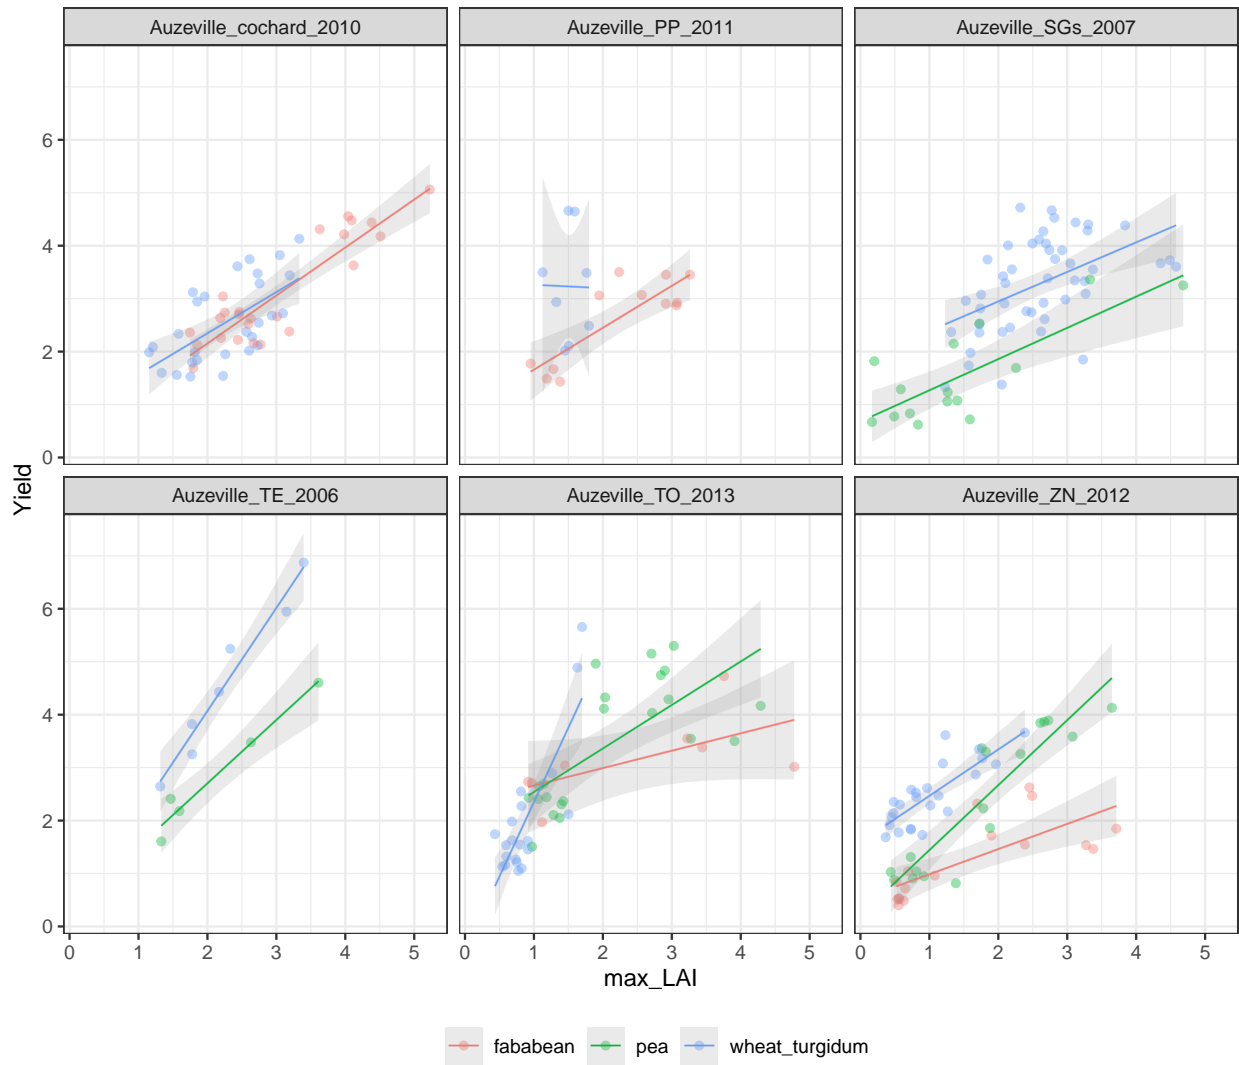 Auzeville_cochard_2010 Auzeville_PP_2011 Auzeville_SGs_2007
6
4
2
0
Yield
Auzeville_TE_2006 Auzeville_TO_2013 Auzeville_ZN_2012
6
4
2
0
0 1 2 3 4 5 0 1 2 3 4 5 0 1 2 3 4 5
max_LAI
fababean pea wheat_turgidum